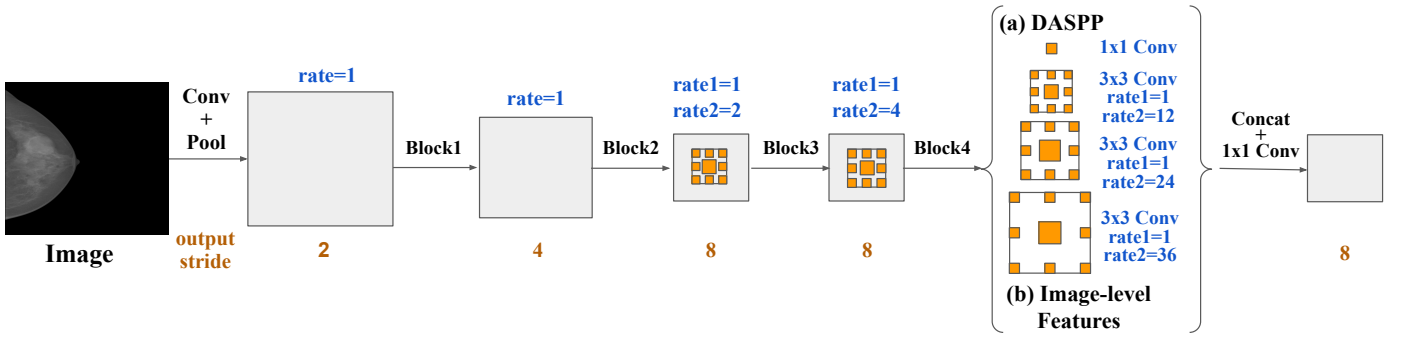 Image
Conv
+
Pool
output
stride
rate=1
2
Block1
rate=1
4
Block2
rate1=1
rate2=2
8
Block3
rate1=1
rate2=4
8
Block4
(a) DASPP
1x1 Conv
3x3 Conv
rate1=1
rate2=12
3x3 Conv
rate1=1
rate2=24
3x3 Conv
rate1=1
rate2=36
(b) Image-level
Features
Concat
+
1x1 Conv
8